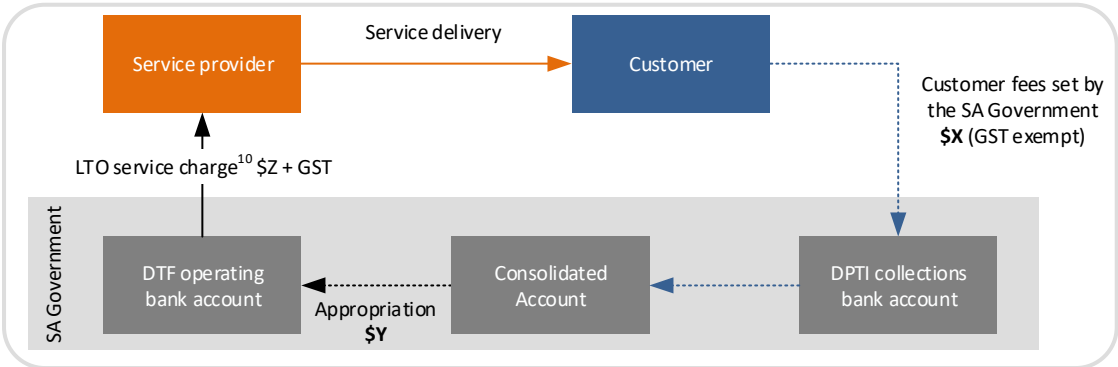 Service provider
Service delivery
Customer
Customer fees set by
the SA Government
$X (GST exempt)
LTO service charge10 $Z + GST
SA Government
DTF operating
bank account
Appropriation
$Y
Consolidated
Account
DPTI collections
bank account